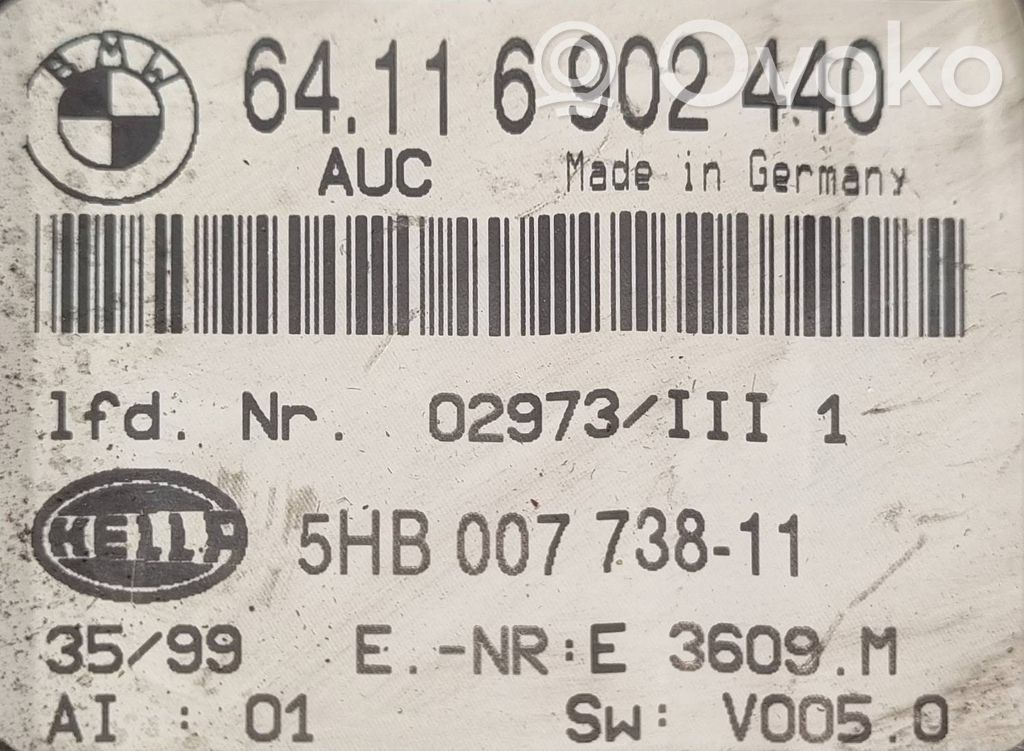 BMW 64.11 6 902 440
Ovoko
AUC Made in Germany
lfd. Nr. 02973/III 1
HELLA 5HB 007 738-11
35/99 E.-NR:E 3609.M
AI : 01 Sw: V005.0